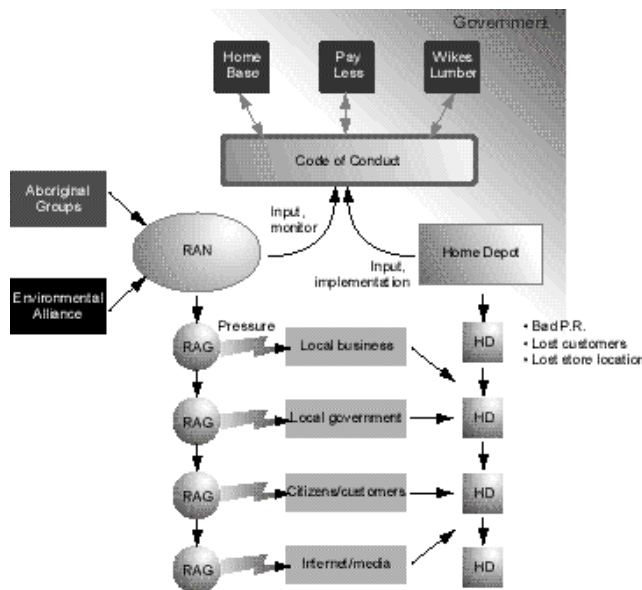 Government
Home
Base
Pay
Less
Wikes
Lumber
Code of Conduct
Aboriginal
Groups
Input,
monitor
RAN
Home Depot
Input,
implementation
Environmental
Alliance
Pressure
RAG
Local business
HD
• Bad P.R.
• Lost customers
• Lost store location
RAG
Local government
HD
RAG
Citizens/customers
HD
RAG
Internet/media
HD